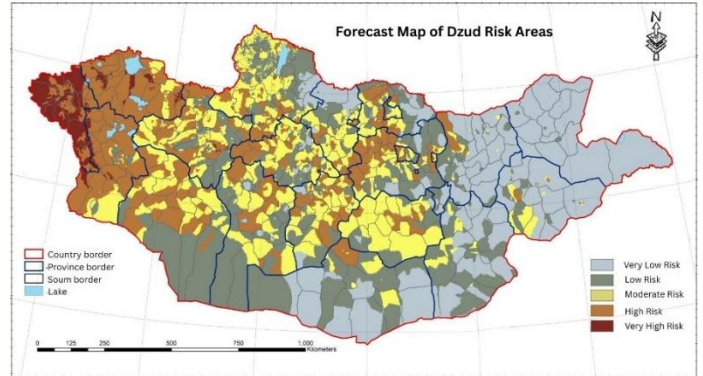 Forecast Map of Dzud Risk Areas
N
Country border
Province border
Soum border
Lake
Very Low Risk
Low Risk
Moderate Risk
High Risk
Very High Risk
0 125 250 500 750 1,000
Kilometers